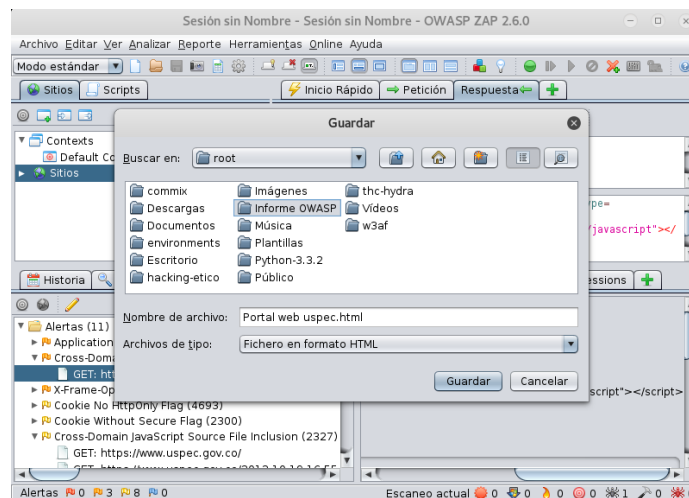 Sesión sin Nombre - Sesión sin Nombre - OWASP ZAP 2.6.0
Archivo Editar Ver Analizar Reporte Herramientas Online Ayuda
Modo estándar
Sitios Scripts Inicio Rápido Petición Respuesta
Contexts
Default Co
Sitios
Guardar
Buscar en: root
commix Imágenes thc-hydra
Descargas Informe OWASP Vídeos
Documentos Música w3af
environments Plantillas
Escritorio Python-3.3.2
hacking-etico Público
Nombre de archivo: Portal web uspec.html
Archivos de tipo: Fichero en formato HTML
Guardar Cancelar
ype=
/javascript"></
Historia
essions
Alertas (11)
Application
Cross-Doma
GET: htt
X-Frame-Op
Cookie No HttpOnly Flag (4693)
Cookie Without Secure Flag (2300)
Cross-Domain JavaScript Source File Inclusion (2327)
GET: https://www.uspec.gov.co/
script"></script>
Alertas 0 3 8 0 Escaneo actual 0 0 0 0 1 0 0